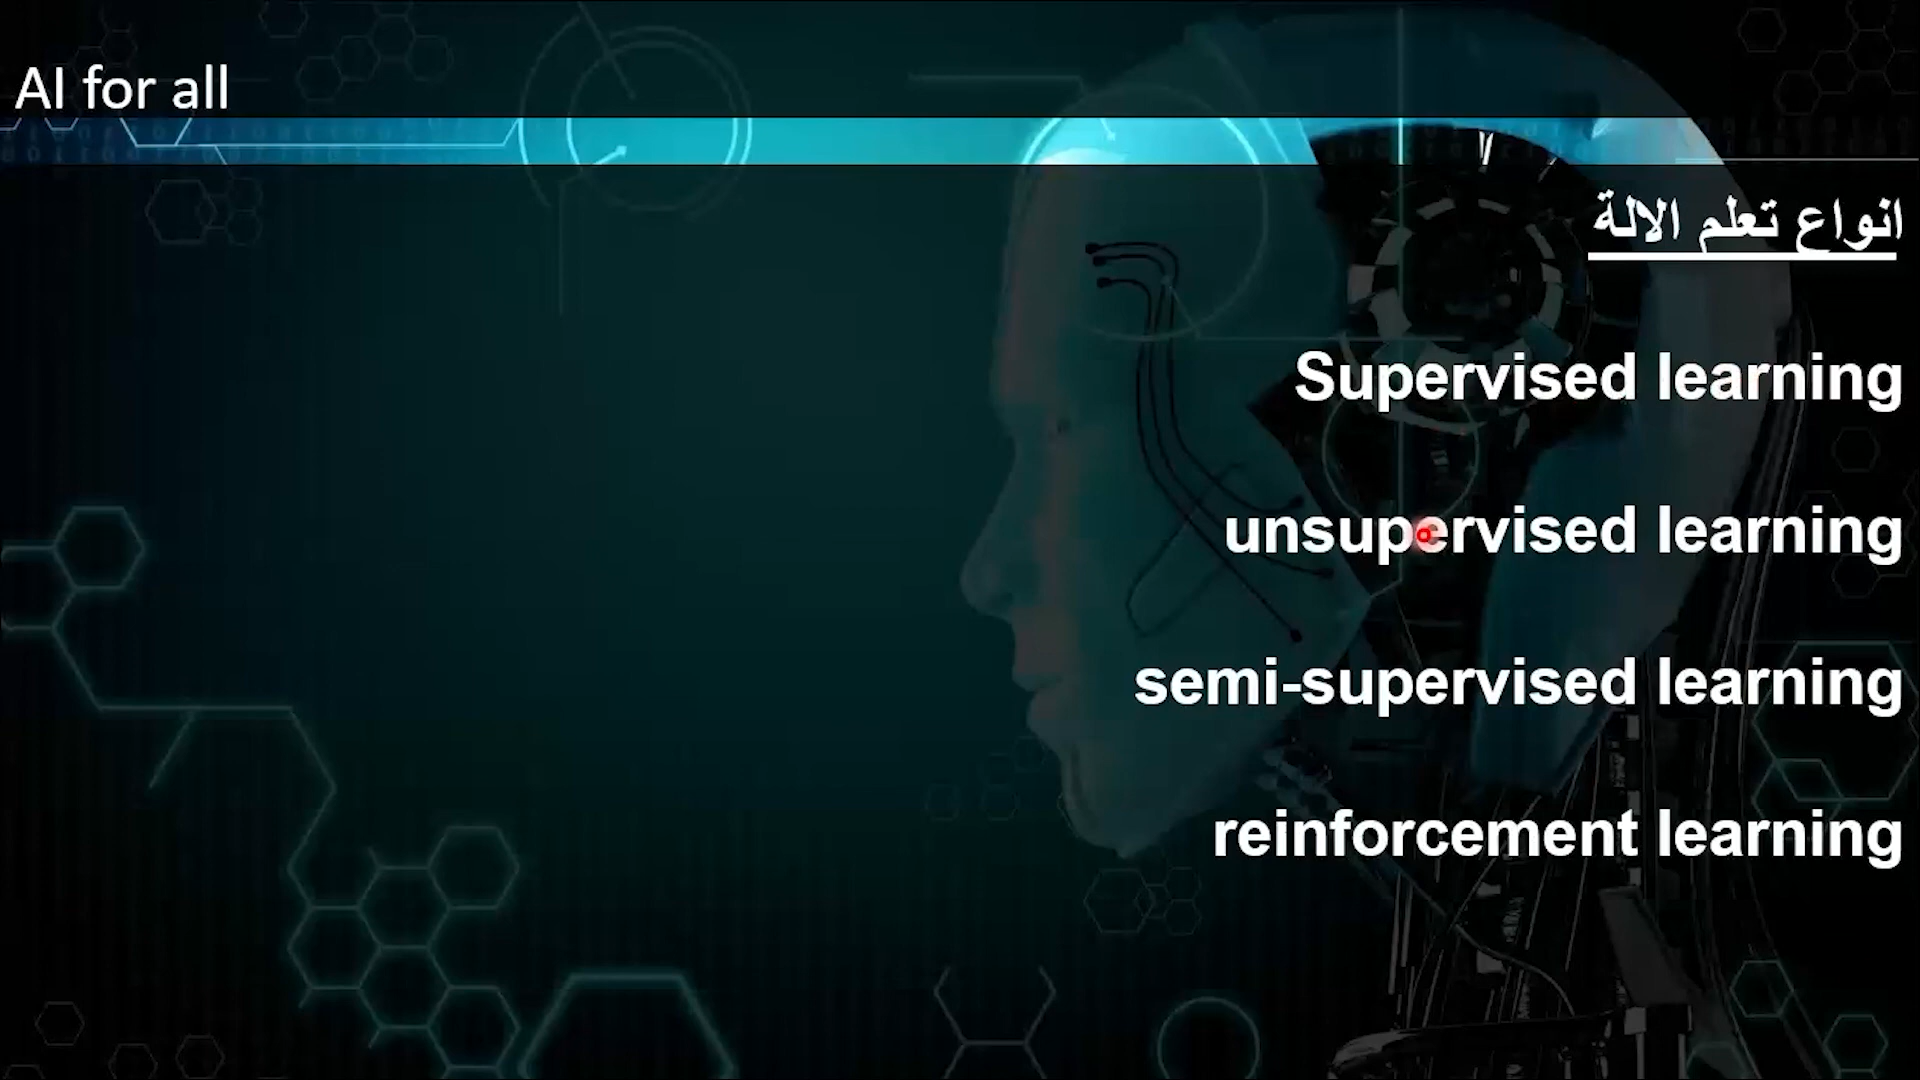 AI for all
انواع تعلم الالة
Supervised learning
unsupervised learning
semi-supervised learning
reinforcement learning